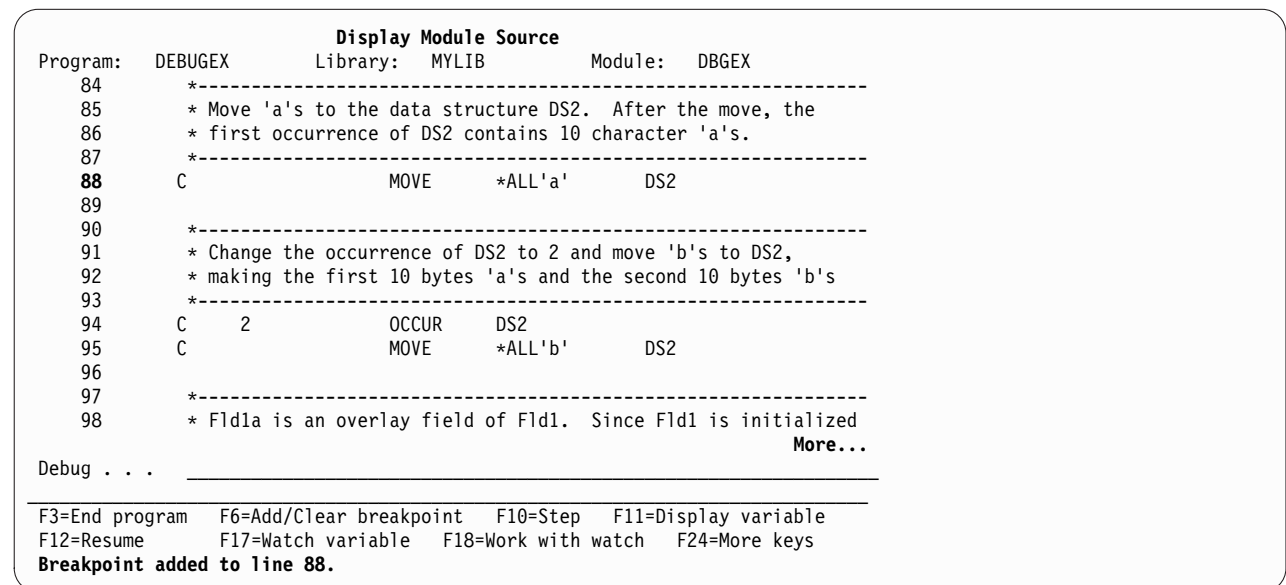 Display Module Source
Program:   DEBUGEX        Library:   MYLIB          Module:   DBGEX
84        *---------------------------------------------------------------
85        * Move 'a's to the data structure DS2.  After the move, the
86        * first occurrence of DS2 contains 10 character 'a's.
87        *---------------------------------------------------------------
88       C                   MOVE      *ALL'a'       DS2
89
90        *---------------------------------------------------------------
91        * Change the occurrence of DS2 to 2 and move 'b's to DS2,
92        * making the first 10 bytes 'a's and the second 10 bytes 'b's
93        *---------------------------------------------------------------
94       C     2             OCCUR     DS2
95       C                   MOVE      *ALL'b'       DS2
96
97        *---------------------------------------------------------------
98        * Fld1a is an overlay field of Fld1.  Since Fld1 is initialized
More...
Debug . . .   _________________________________________________________________
_______________________________________________________________________________
F3=End program   F6=Add/Clear breakpoint   F10=Step   F11=Display variable
F12=Resume       F17=Watch variable   F18=Work with watch   F24=More keys
Breakpoint added to line 88.